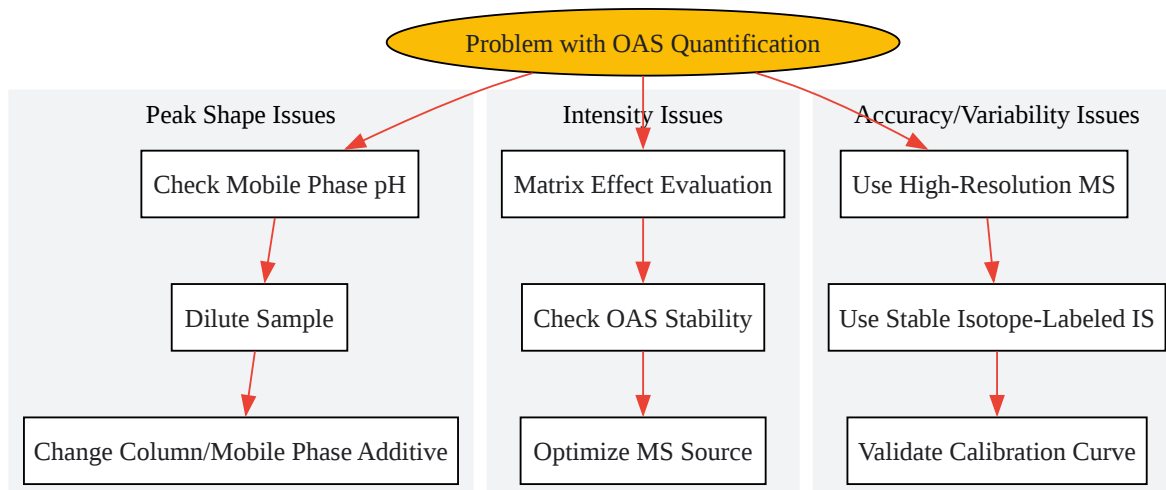 Problem with OAS Quantification
Peak Shape Issues
Intensity Issues
Accuracy/Variability Issues
Check Mobile Phase pH
Matrix Effect Evaluation
Use High-Resolution MS
Dilute Sample
Check OAS Stability
Use Stable Isotope-Labeled IS
Change Column/Mobile Phase Additive
Optimize MS Source
Validate Calibration Curve